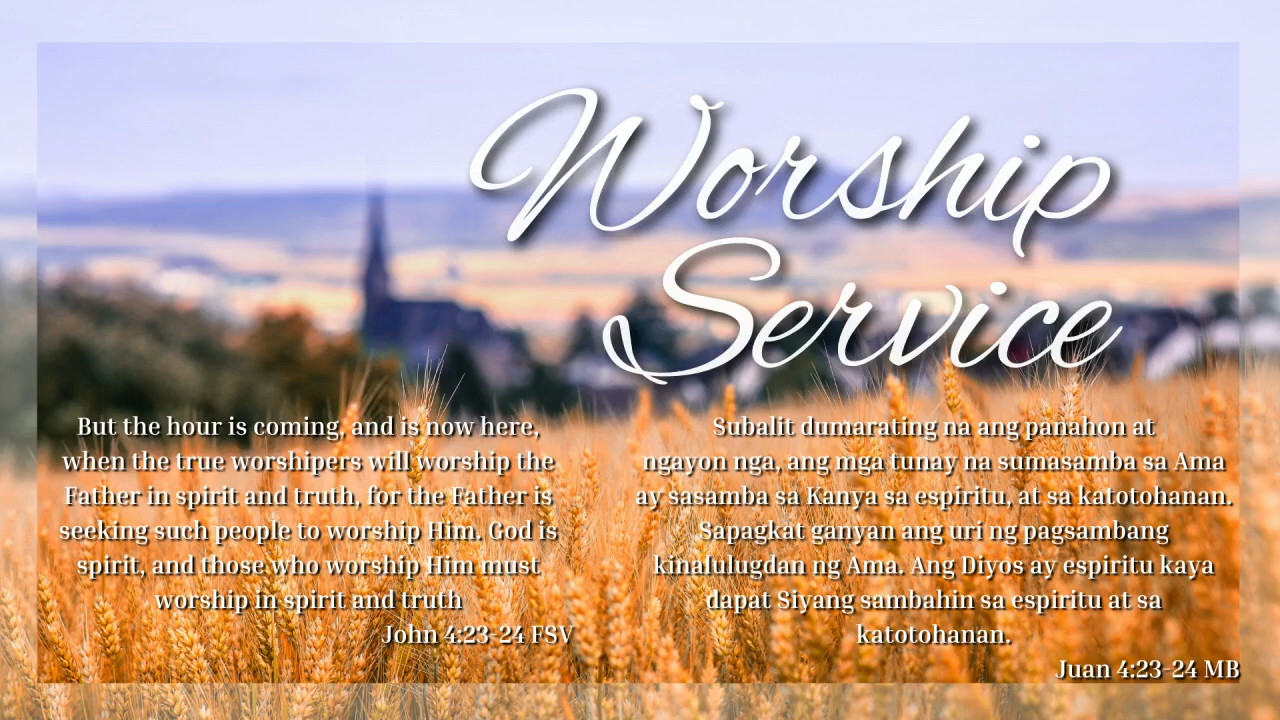 Worship
Service
But the hour is coming, and is now here,
when the true worshipers will worship the
Father in spirit and truth, for the Father is
seeking such people to worship Him. God is
spirit, and those who worship Him must
worship in spirit and truth
John 4:23-24 FSV
Subalit dumarating na ang panahon at
ngayon nga, ang mga tunay na sumasamba sa Ama
ay sasamba sa Kanya sa espiritu, at sa katotohanan.
Sapagkat ganyan ang uri ng pagsambang
kinalulugdan ng Ama. Ang Diyos ay espiritu kaya
dapat Siyang sambahin sa espiritu at sa
katotohanan.
Juan 4:23-24 MB